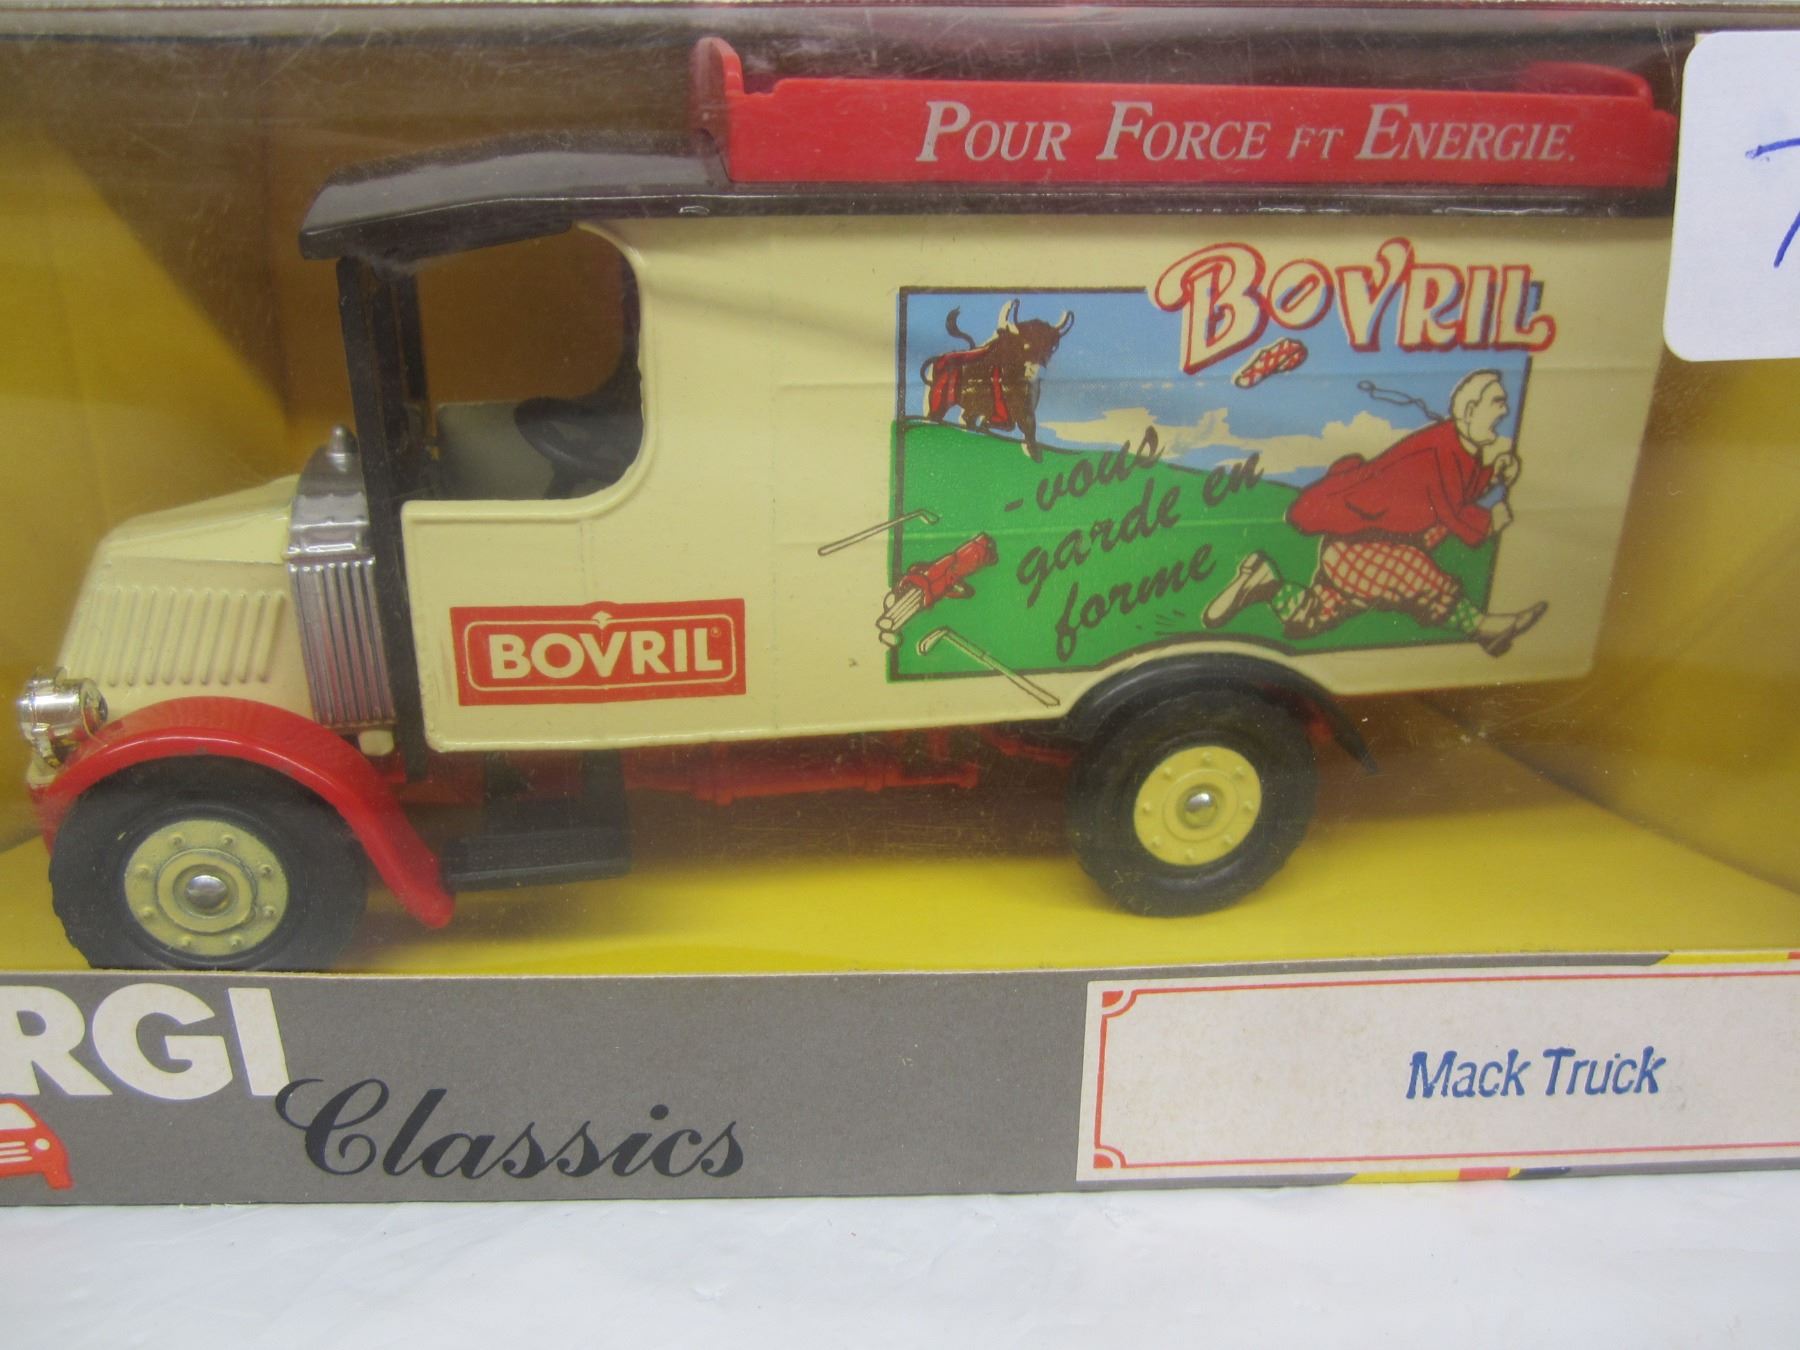 POUR FORCE ET ENERGIE.
BOVRIL
-vous
garde en
forme
BOVRIL®
RGI
Classics
Mack Truck